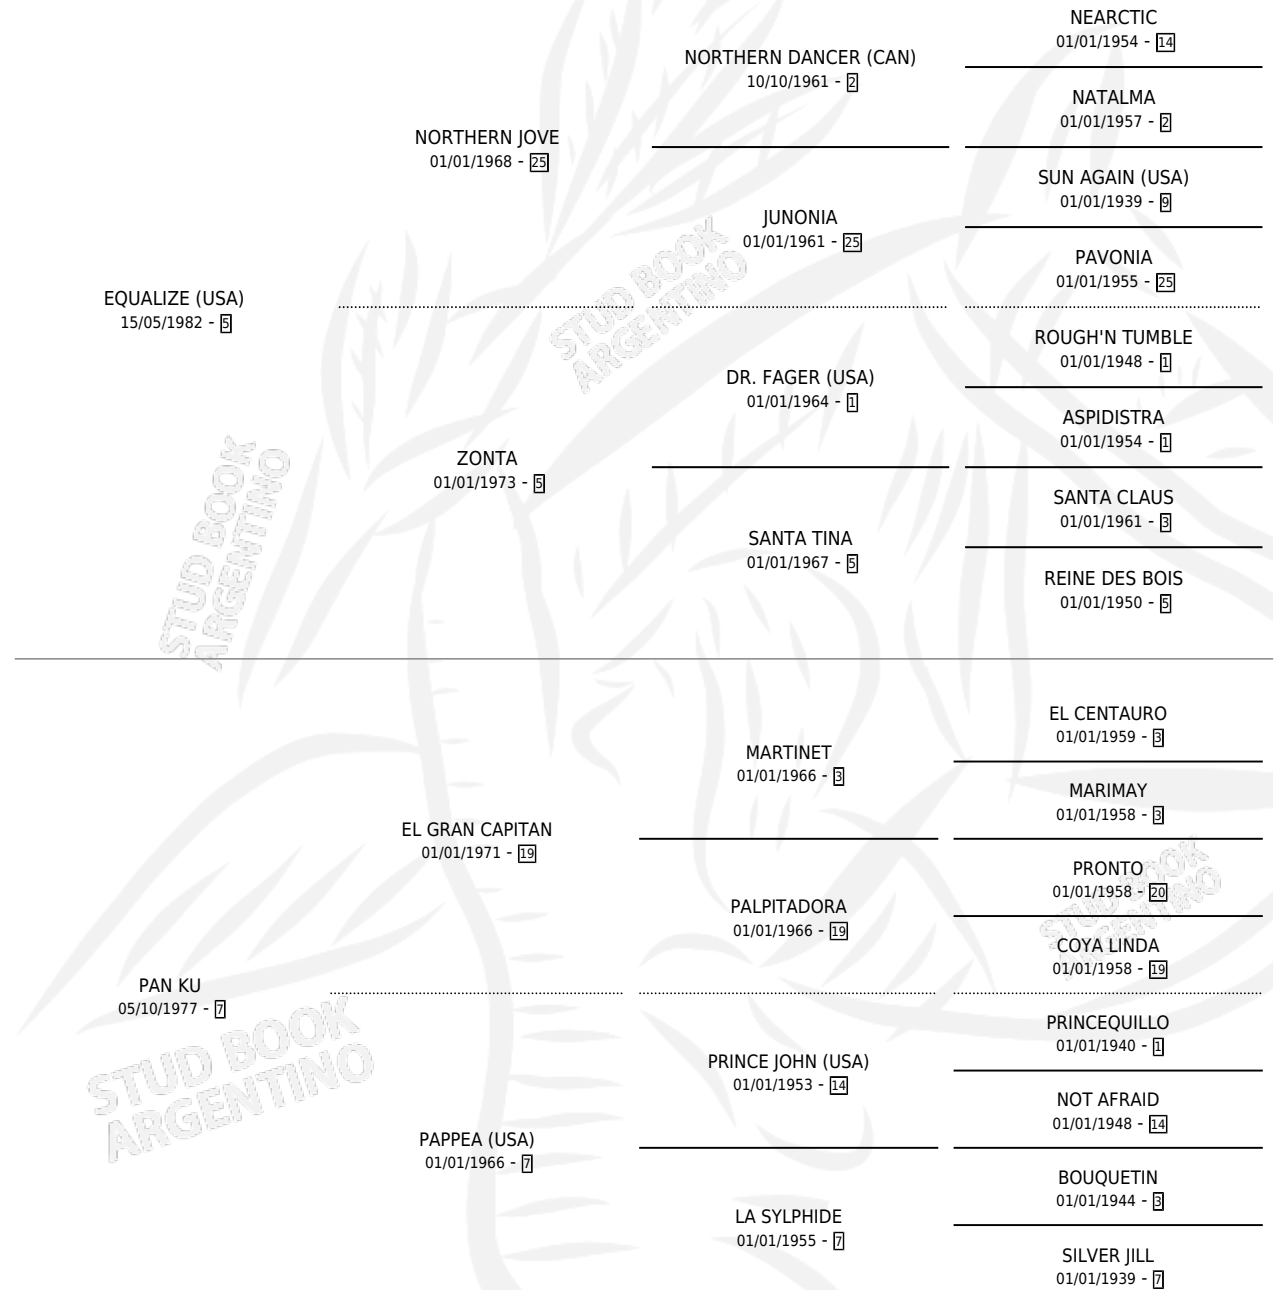 EQUALIZE (USA)
15/05/1982 - 5
NORTHERN JOVE
01/01/1968 - 25
NORTHERN DANCER (CAN)
10/10/1961 - 2
NEARCTIC
01/01/1954 - 14
NATALMA
01/01/1957 - 2
JUNONIA
01/01/1961 - 25
SUN AGAIN (USA)
01/01/1939 - 9
PAVONIA
01/01/1955 - 25
ZONTA
01/01/1973 - 5
DR. FAGER (USA)
01/01/1964 - 1
ROUGH'N TUMBLE
01/01/1948 - 1
ASPIDISTRA
01/01/1954 - 1
SANTA TINA
01/01/1967 - 5
SANTA CLAUS
01/01/1961 - 3
REINE DES BOIS
01/01/1950 - 5
PAN KU
05/10/1977 - 7
EL GRAN CAPITAN
01/01/1971 - 19
MARTINET
01/01/1966 - 3
EL CENTAURO
01/01/1959 - 3
MARIMAY
01/01/1958 - 3
PALPITADORA
01/01/1966 - 19
PRONTO
01/01/1958 - 20
COYA LINDA
01/01/1958 - 19
PAPPEA (USA)
01/01/1966 - 7
PRINCE JOHN (USA)
01/01/1953 - 14
PRINCEQUILLO
01/01/1940 - 1
NOT AFRAID
01/01/1948 - 14
LA SYLPHIDE
01/01/1955 - 7
BOUQUETIN
01/01/1944 - 3
SILVER JILL
01/01/1939 - 7
STUD BOOK
ARGENTINO
STUD BOOK
ARGENTINO
STUD BOOK
ARGENTINO
STUD BOOK
ARGENTINO